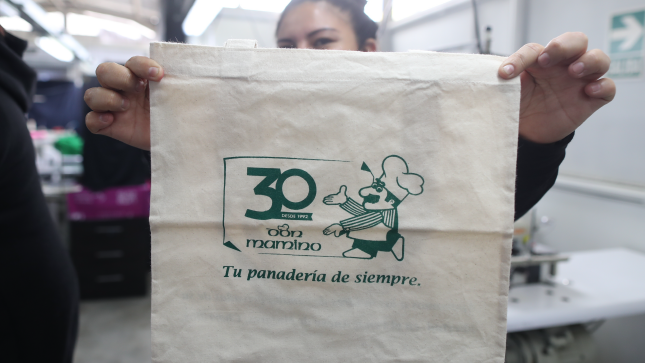 30
DESDE 1992
don
mamino
Tu panadería de siempre.